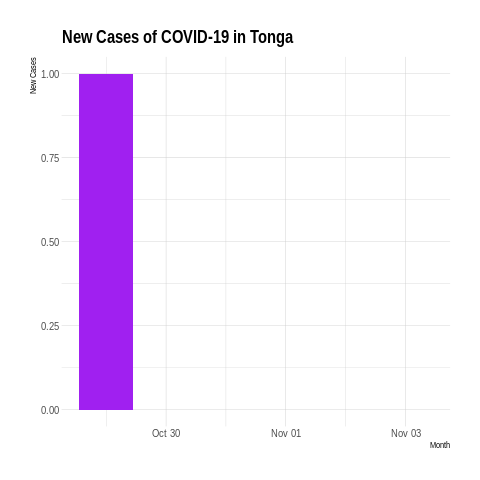 New Cases of COVID-19 in Tonga
New Cases
1.00
0.75
0.50
0.25
0.00
Oct 30 Nov 01 Nov 03
Month